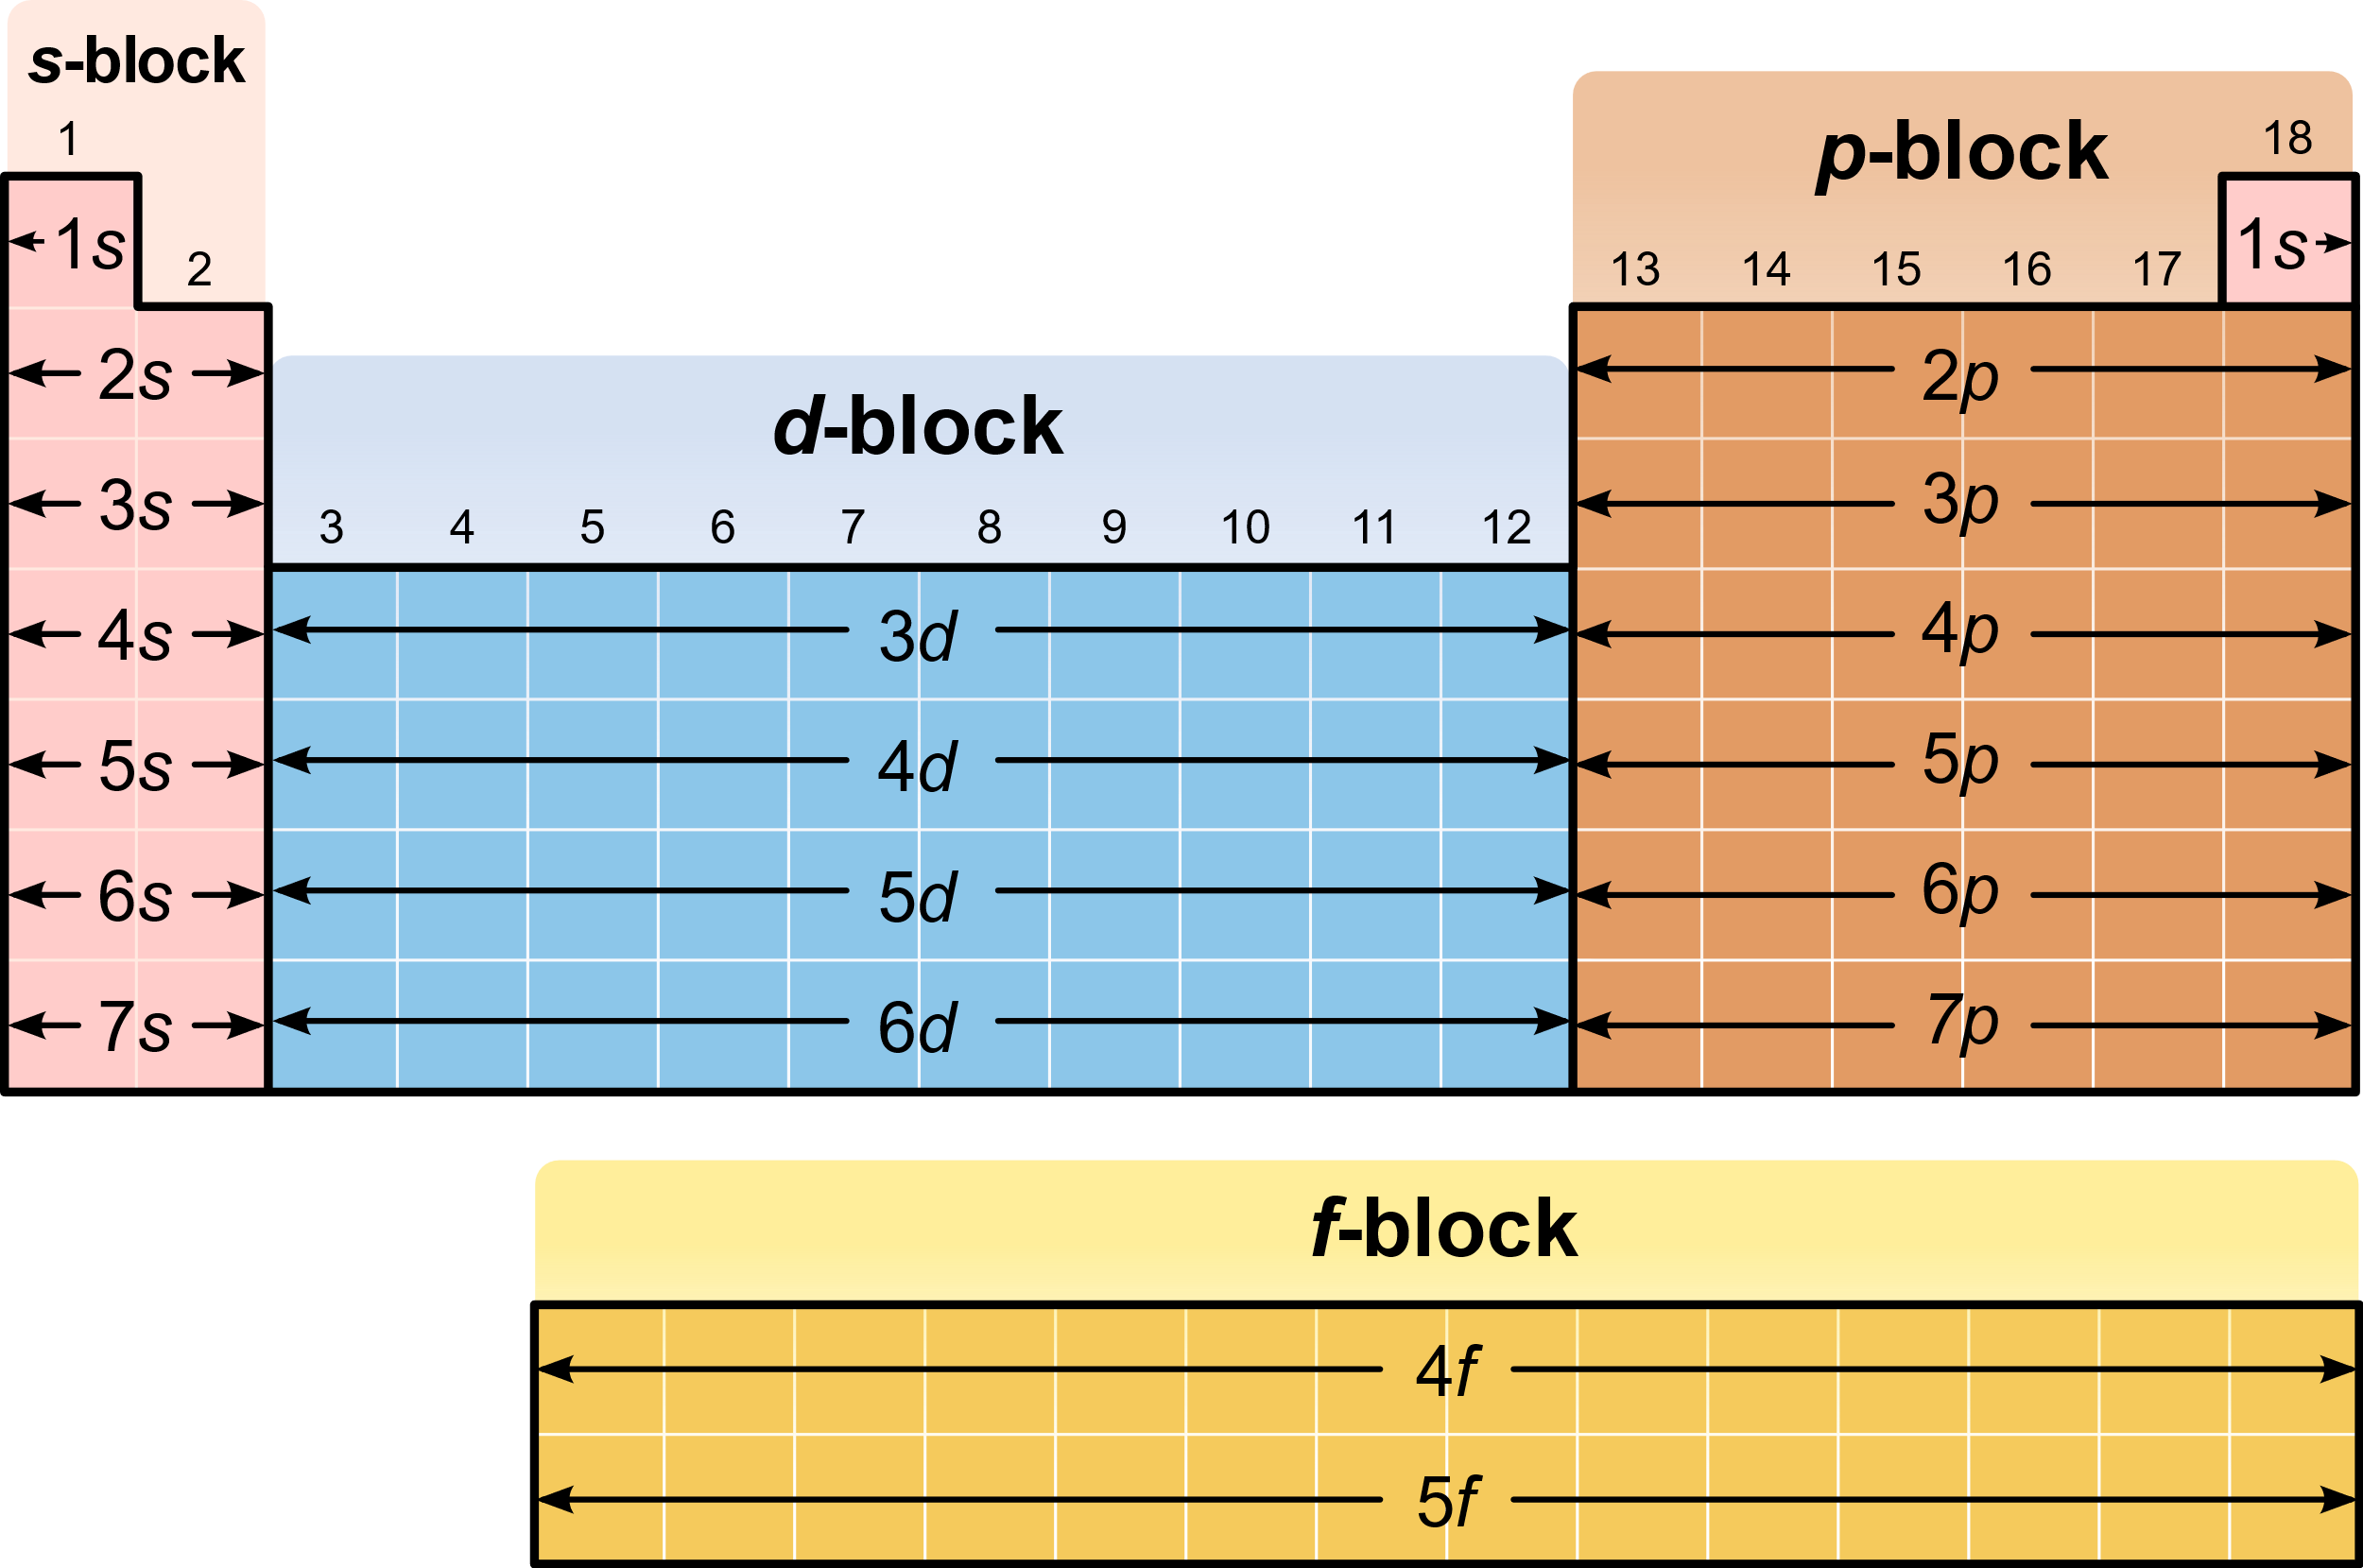 s-block
1
18
p-block
1s
1s
2
13 14 15 16 17
2s
2p
d-block
3s
3p
3 4 5 6 7 8 9 10 11 12
4s
3d
4p
5s
4d
5p
6s
5d
6p
7s
6d
7p
f-block
4f
5f